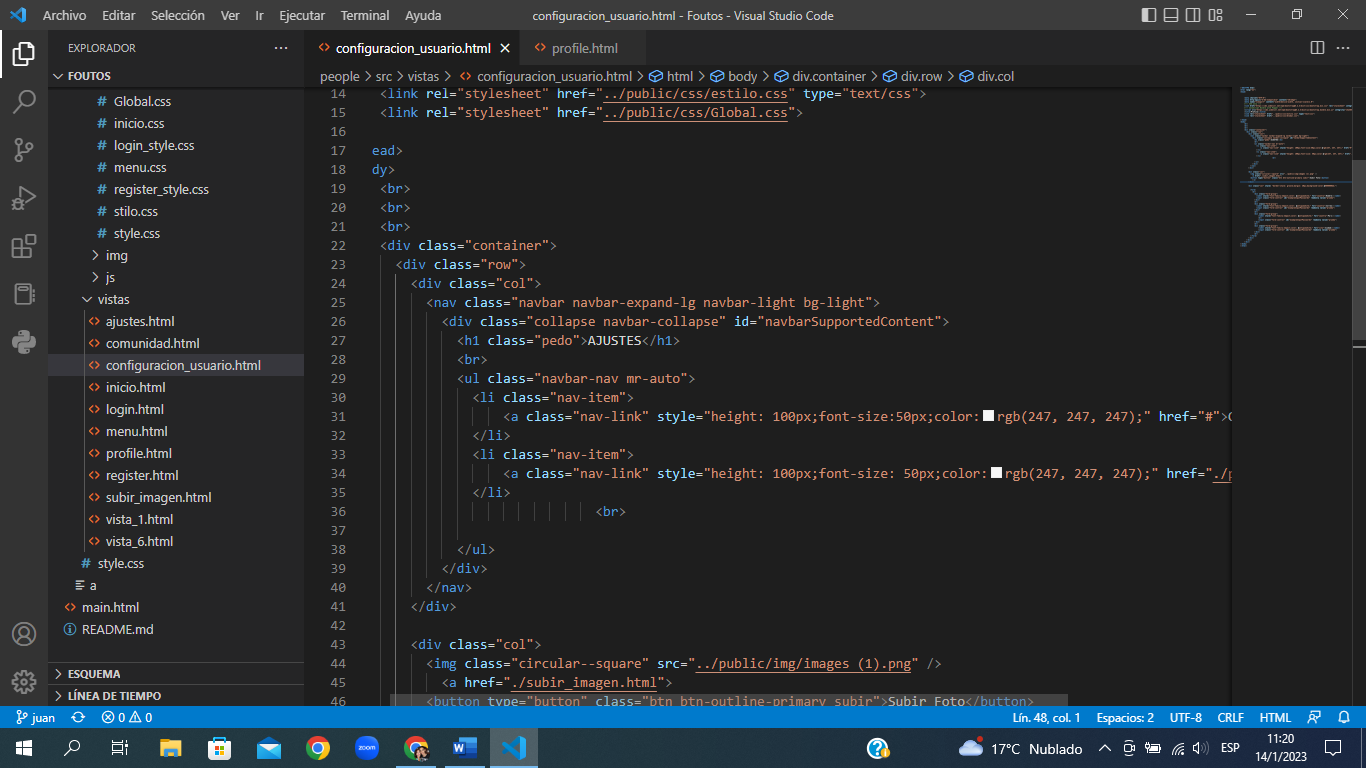 Archivo Editar Selección Ver Ir Ejecutar Terminal Ayuda configuracion_usuario.html - Foutos - Visual Studio Code
EXPLORADOR ···
FOUTOS
# Global.css
# inicio.css
# login_style.css
# menu.css
# register_style.css
# stilo.css
# style.css
img
js
vistas
<> ajustes.html
<> comunidad.html
<> configuracion_usuario.html
<> inicio.html
<> login.html
<> menu.html
<> profile.html
<> register.html
<> subir_imagen.html
<> vista_1.html
<> vista_6.html
# style.css
a
<> main.html
README.md
ESQUEMA
LÍNEA DE TIEMPO
<> configuracion_usuario.html × <> profile.html ···
people > src > vistas > <> configuracion_usuario.html > html > body > div.container > div.row > div.col
14 <link rel="stylesheet" href="../public/css/estilo.css" type="text/css">
15 <link rel="stylesheet" href="../public/css/Global.css">
16
17 ead>
18 dy>
19 <br>
20 <br>
21 <br>
22 <div class="container">
23 <div class="row">
24 <div class="col">
25 <nav class="navbar navbar-expand-lg navbar-light bg-light">
26 <div class="collapse navbar-collapse" id="navbarSupportedContent">
27 <h1 class="pedo">AJUSTES</h1>
28 <br>
29 <ul class="navbar-nav mr-auto">
30 <li class="nav-item">
31 <a class="nav-link" style="height: 100px;font-size:50px;color:rgb(247, 247, 247);" href="#">
32 </li>
33 <li class="nav-item">
34 <a class="nav-link" style="height: 100px;font-size: 50px;color:rgb(247, 247, 247);" href="./p
35 </li>
36 <br>
37
38 </ul>
39 </div>
40 </nav>
41 </div>
42
43 <div class="col">
44 <img class="circular--square" src="../public/img/images (1).png" />
45 <a href="./subir_imagen.html">
46 <button type="button" class="btn btn-outline-primary subir">Subir Foto</button>
juan 0 0 Lín. 48, col. 1 Espacios: 2 UTF-8 CRLF HTML
zoom 17°C Nublado ESP 11:20
14/1/2023